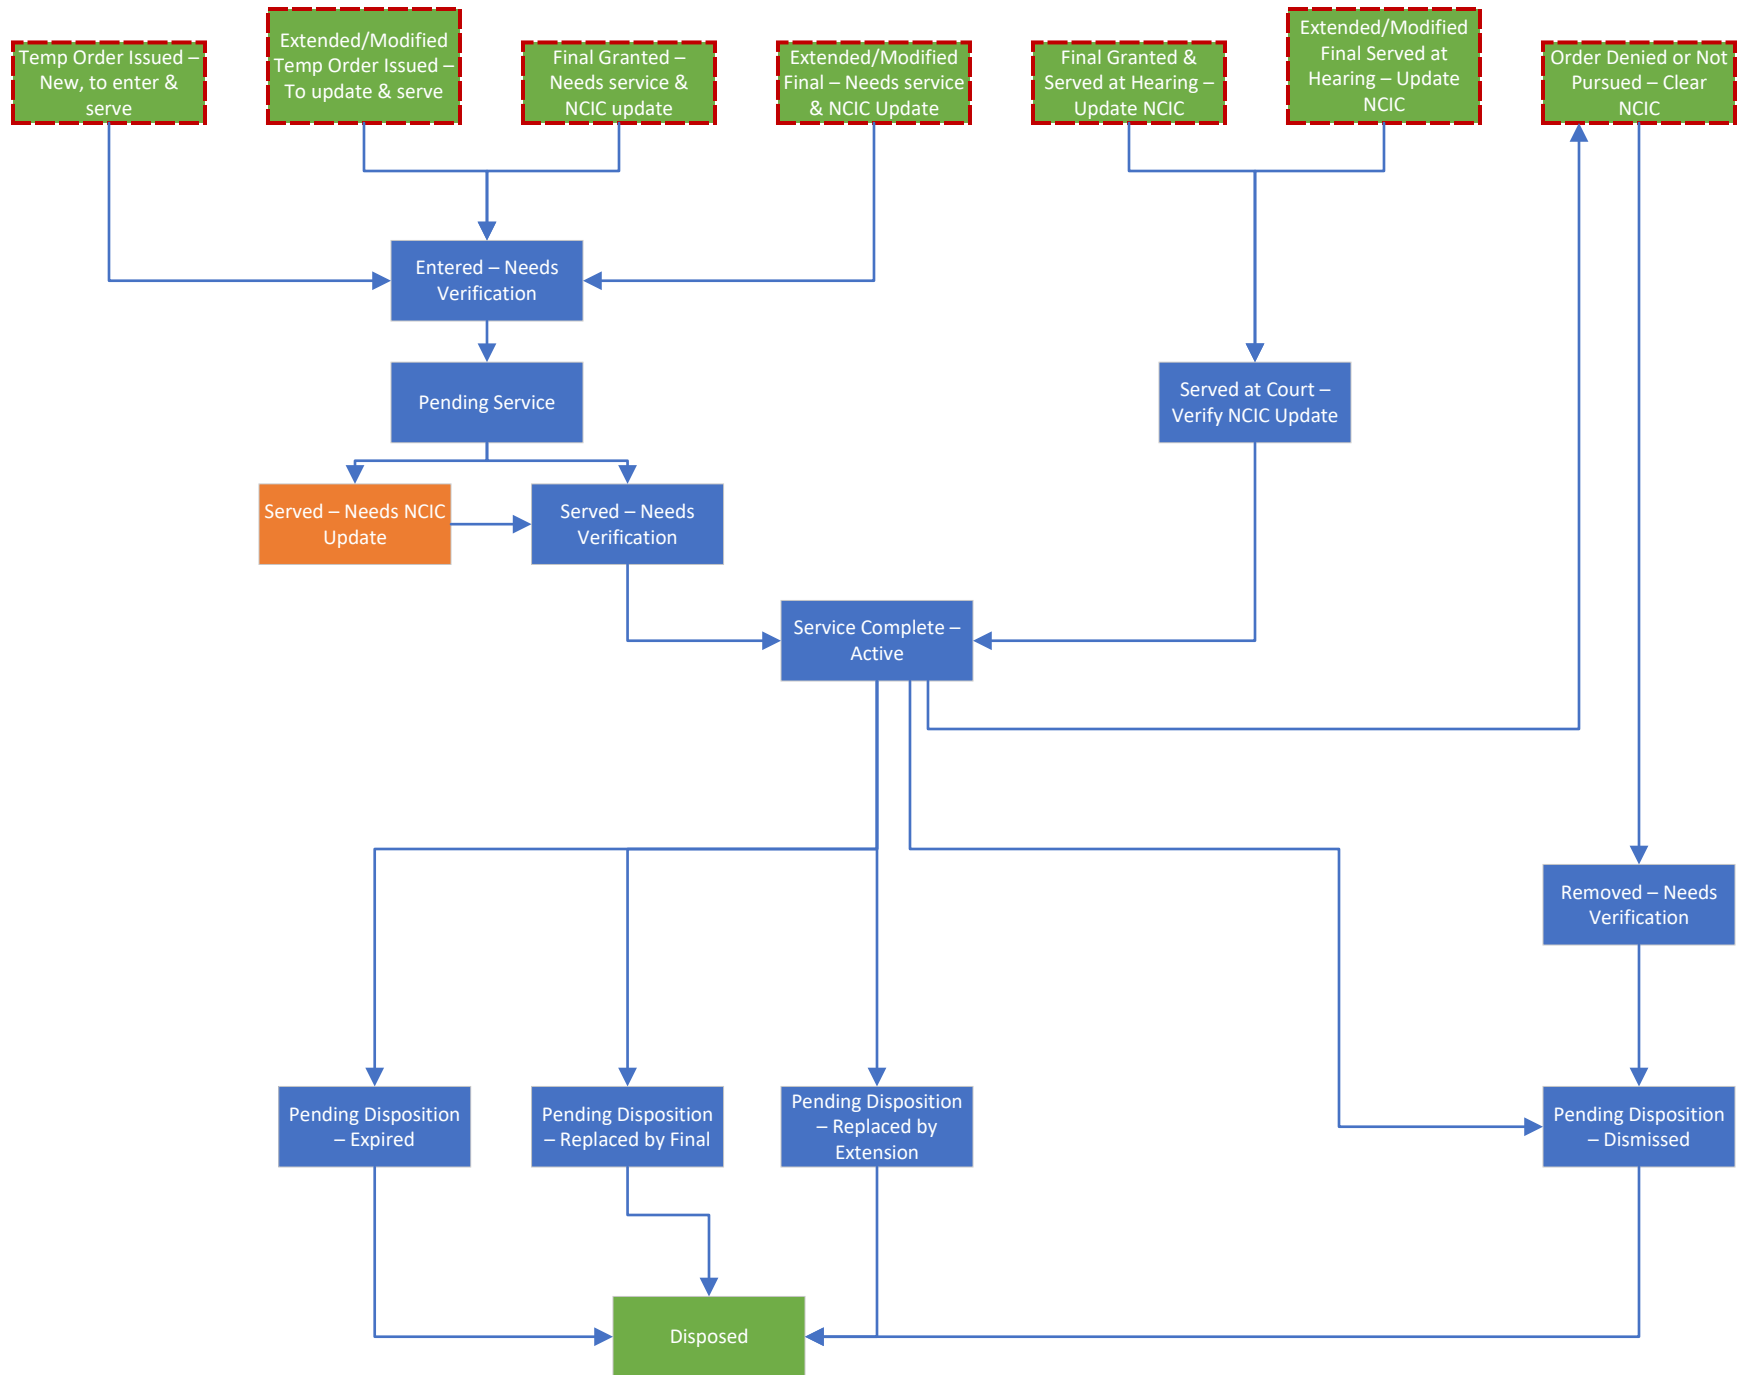 Temp Order Issued –
New, to enter &
serve
Extended/Modified
Temp Order Issued –
To update & serve
Final Granted –
Needs service &
NCIC update
Extended/Modified
Final – Needs service
& NCIC Update
Final Granted &
Served at Hearing –
Update NCIC
Extended/Modified
Final Served at
Hearing – Update
NCIC
Order Denied or Not
Pursued – Clear
NCIC
Entered – Needs
Verification
Pending Service
Served at Court –
Verify NCIC Update
Served – Needs NCIC
Update
Served – Needs
Verification
Service Complete –
Active
Removed – Needs
Verification
Pending Disposition
– Expired
Pending Disposition
– Replaced by Final
Pending Disposition
– Replaced by
Extension
Pending Disposition
– Dismissed
Disposed